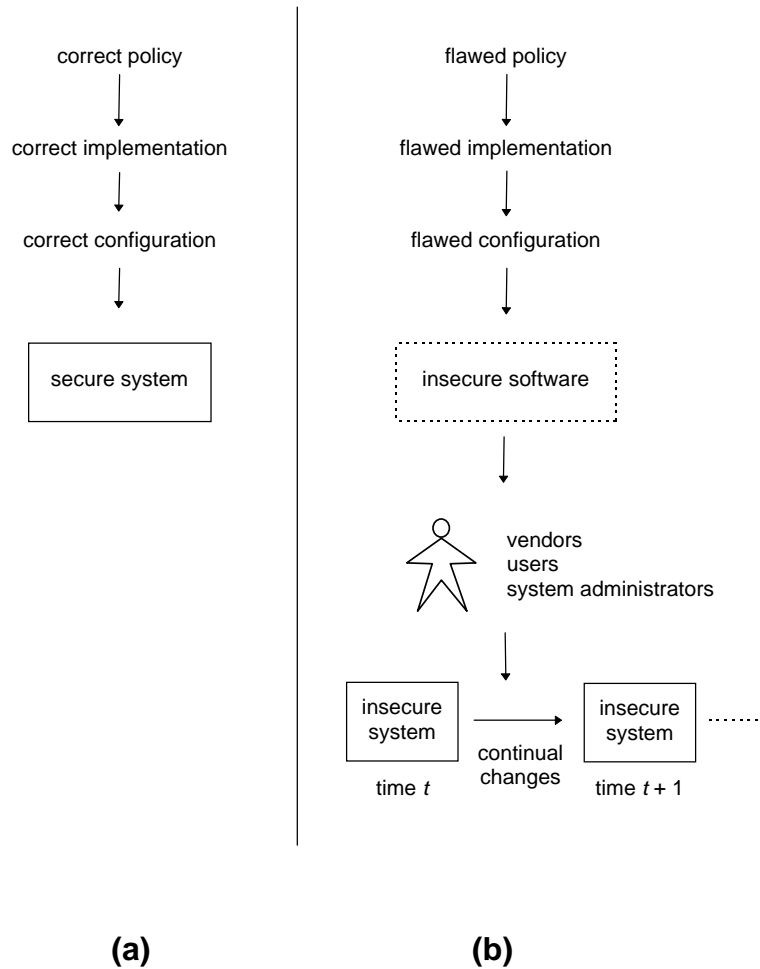 correct policy
correct implementation
correct configuration
secure system
(a)
flawed policy
flawed implementation
flawed configuration
insecure software
vendors
users
system administrators
insecure
system
time t
continual
changes
insecure
system
time t + 1
(b)